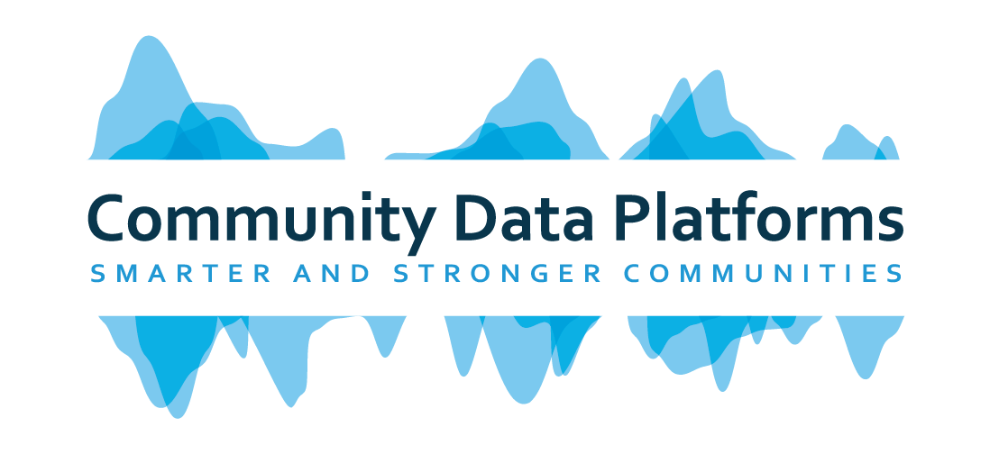 Community Data Platforms
SMARTER AND STRONGER COMMUNITIES